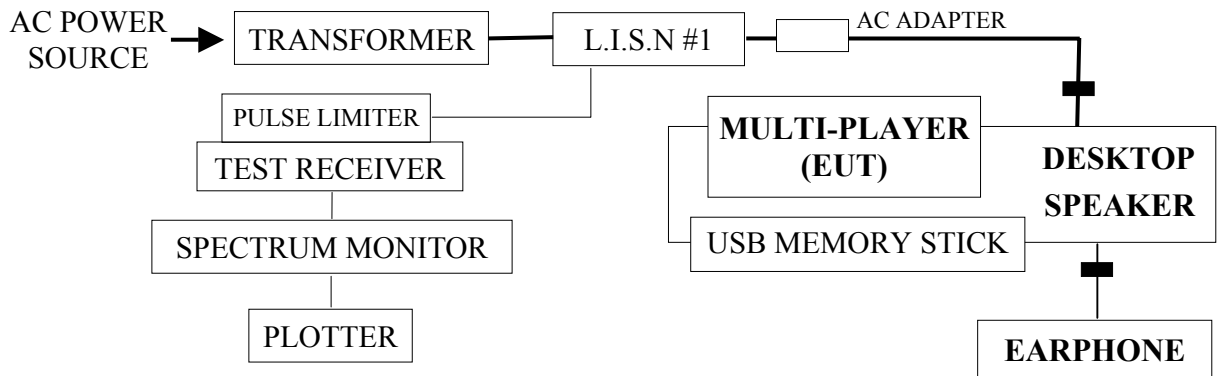 AC POWER
SOURCE
TRANSFORMER
L.I.S.N #1
AC ADAPTER
PULSE LIMITER
TEST RECEIVER
SPECTRUM MONITOR
PLOTTER
MULTI-PLAYER
(EUT)
USB MEMORY STICK
DESKTOP
SPEAKER
EARPHONE